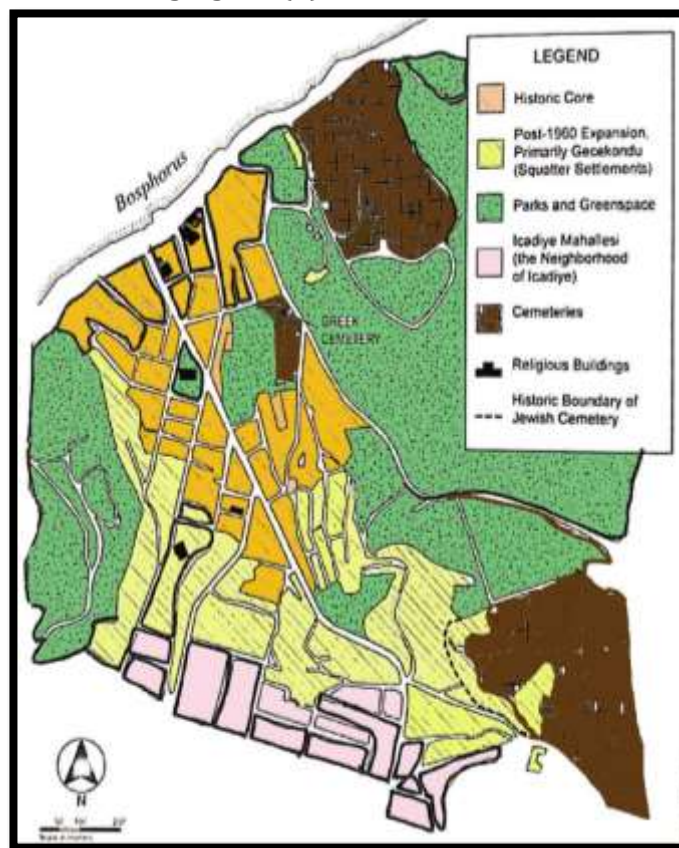 Bosphorus
LEGEND
Historic Core
Post-1960 Expansion,
Primarily Gecekondu
(Squatter Settlements)
Parks and Greenspace
Icadiye Mahallesi
(the Neighborhood
of Icadiye)
Cemeteries
Religious Buildings
Historic Boundary of
Jewish Cemetery
GREEK
CEMETERY
N